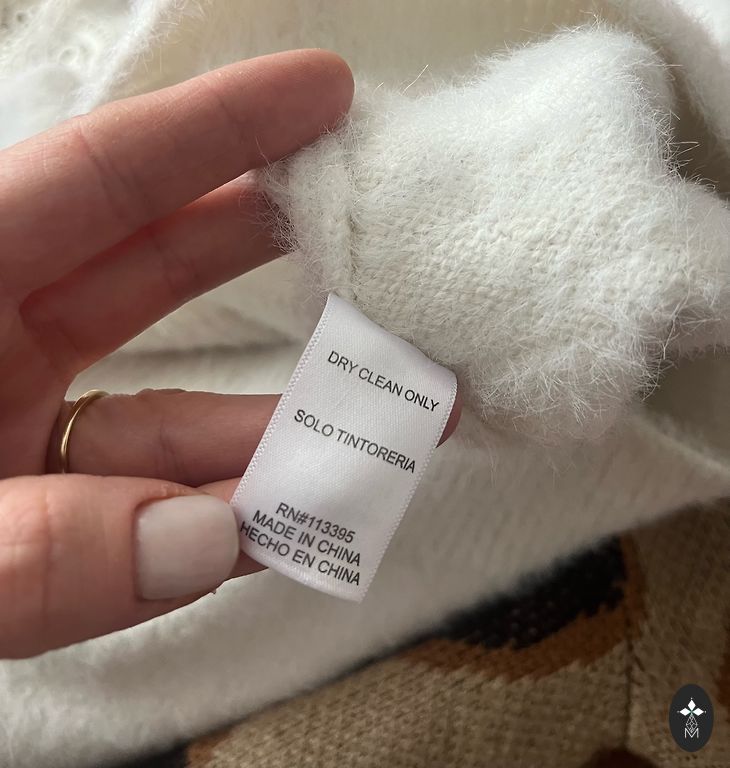 DRY CLEAN ONLY
SOLO TINTORERIA
RN#113395
MADE IN CHINA
HECHO EN CHINA
M